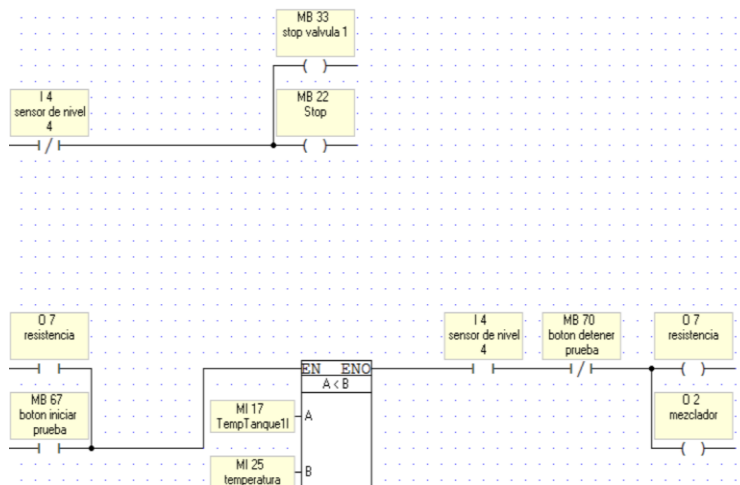 MB 33
stop valvula 1
MB 22
Stop
I 4
sensor de nivel
4
O 7
resistencia
MB 67
boton iniciar
prueba
EN ENO
A < B
MI 17
TempTanque1I
A
MI 25
temperatura
B
I 4
sensor de nivel
4
MB 70
boton detener
prueba
O 7
resistencia
O 2
mezclador